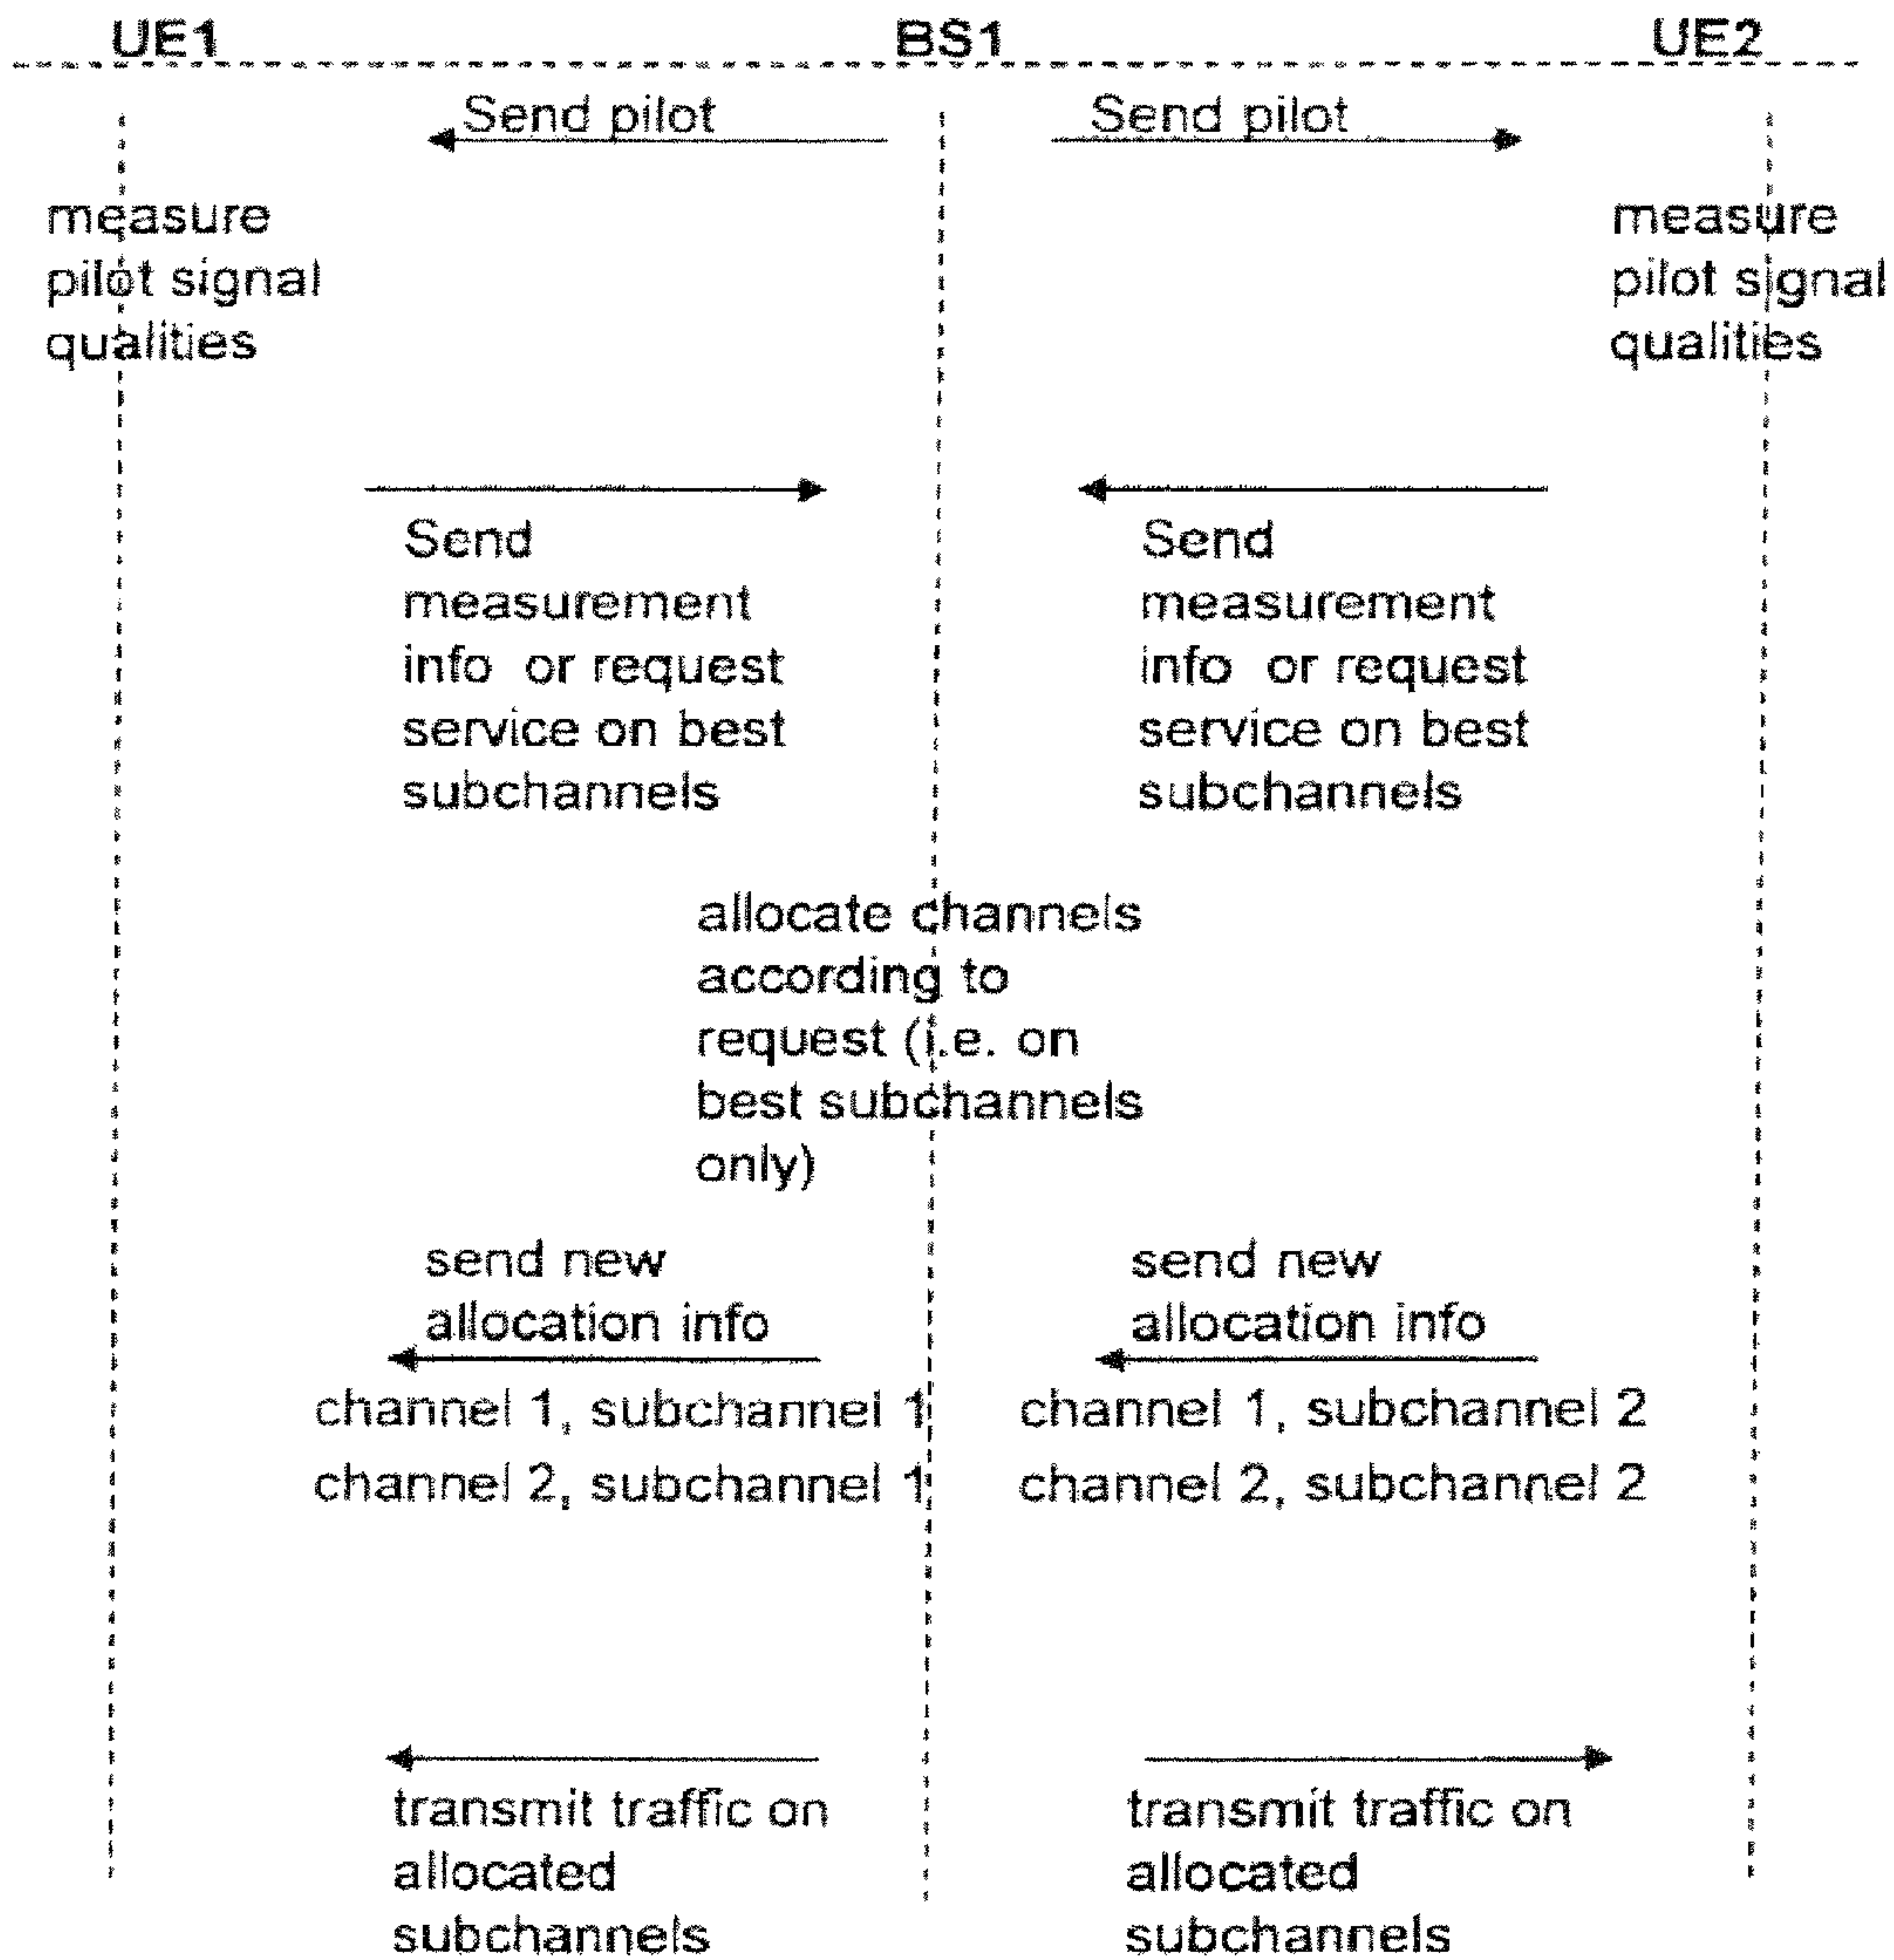 UE1 BS1 UE2
Send pilot Send pilot
measure
pilot signal
qualities
measure
pilot signal
qualities
Send
measurement
info or request
service on best
subchannels
Send
measurement
info or request
service on best
subchannels
allocate channels
according to
request (i.e. on
best subchannels
only)
send new
allocation info
channel 1, subchannel 1
channel 2, subchannel 1
send new
allocation info
channel 1, subchannel 2
channel 2, subchannel 2
transmit traffic on
allocated
subchannels
transmit traffic on
allocated
subchannels